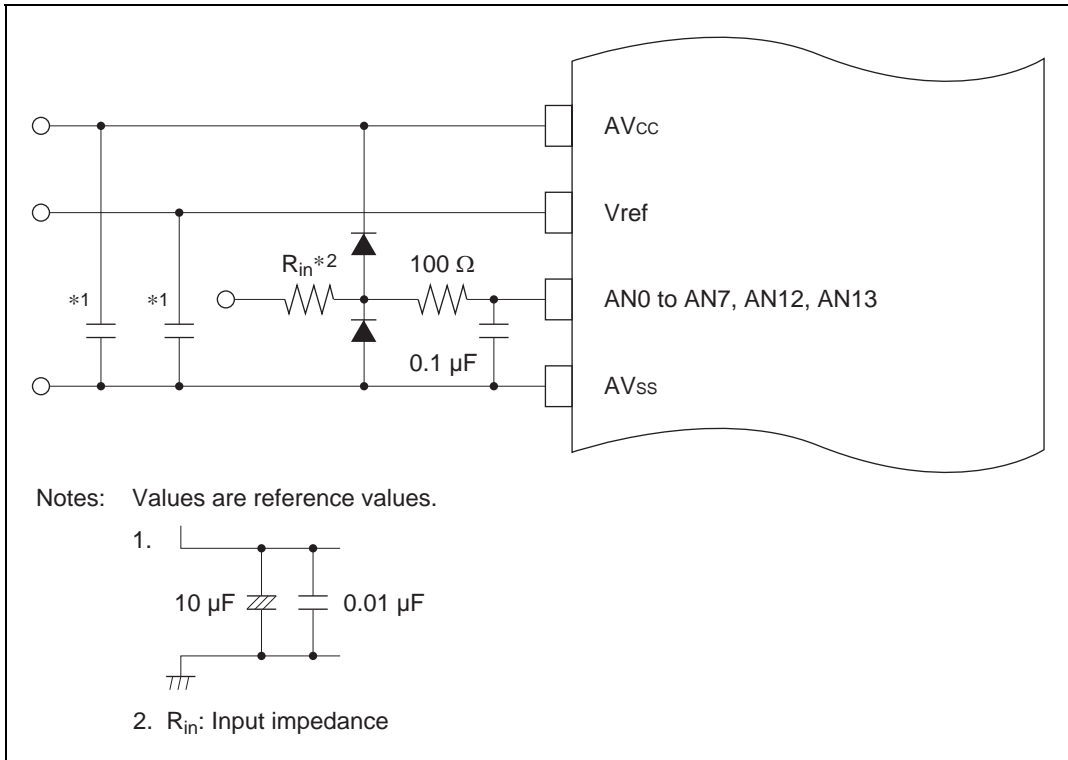 AVcc
Vref
Rin*2
100 Ω
*1
*1
AN0 to AN7, AN12, AN13
0.1 µF
AVss
Notes: Values are reference values.
1.
10 µF
0.01 µF
2. Rin: Input impedance